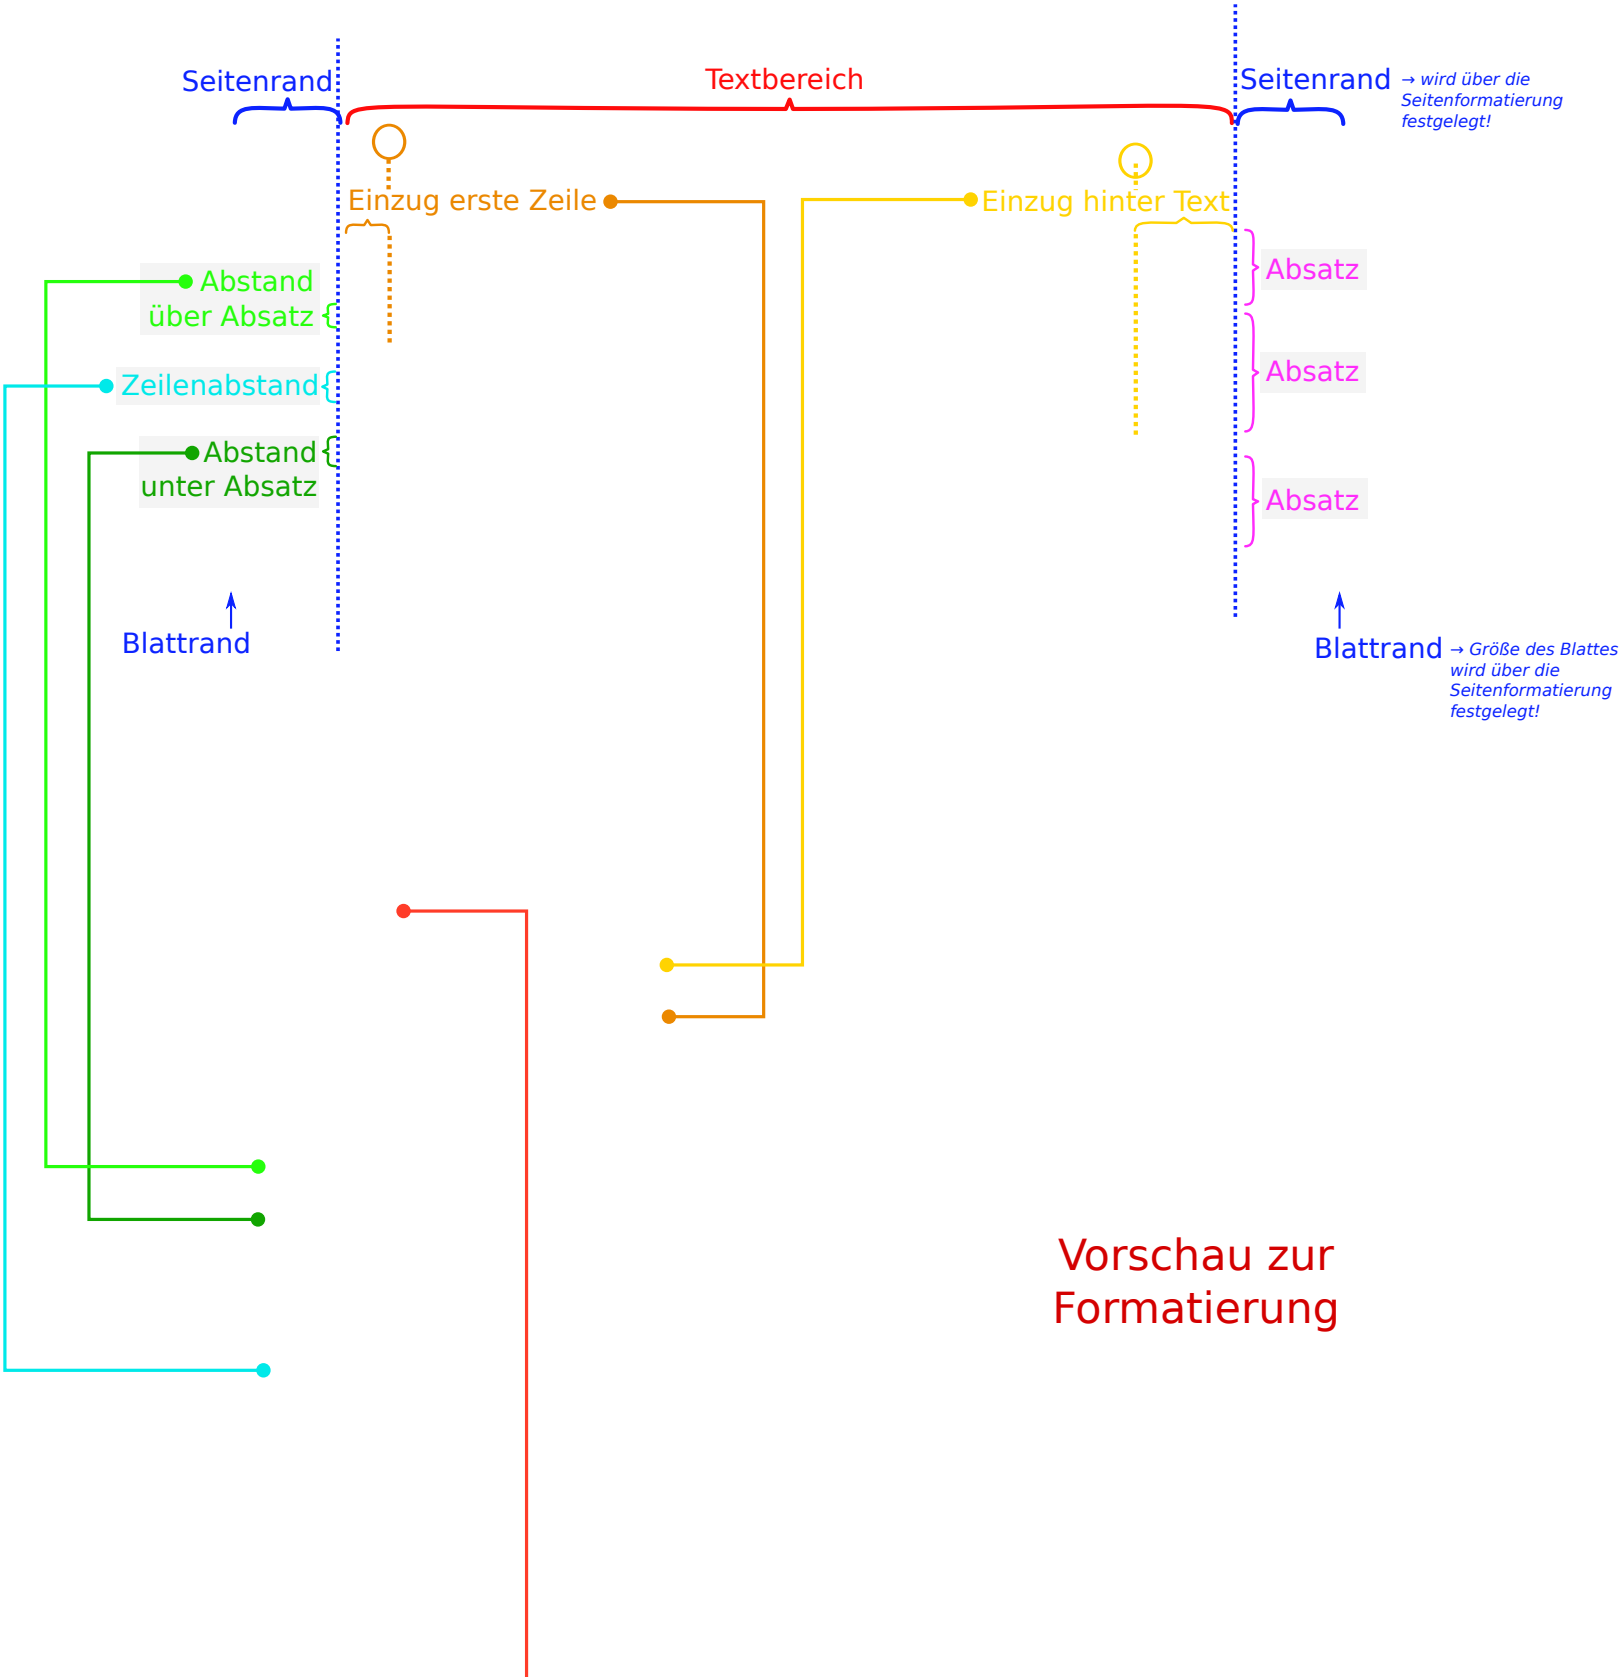 Seitenrand
Textbereich
Seitenrand
→ wird über die
Seitenformatierung
festgelegt!
Einzug erste Zeile
Einzug hinter Text
Abstand
über Absatz
Absatz
Zeilenabstand
Absatz
Abstand
unter Absatz
Absatz
Blattrand
Blattrand
→ Größe des Blattes
wird über die
Seitenformatierung
festgelegt!
Vorschau zur
Formatierung